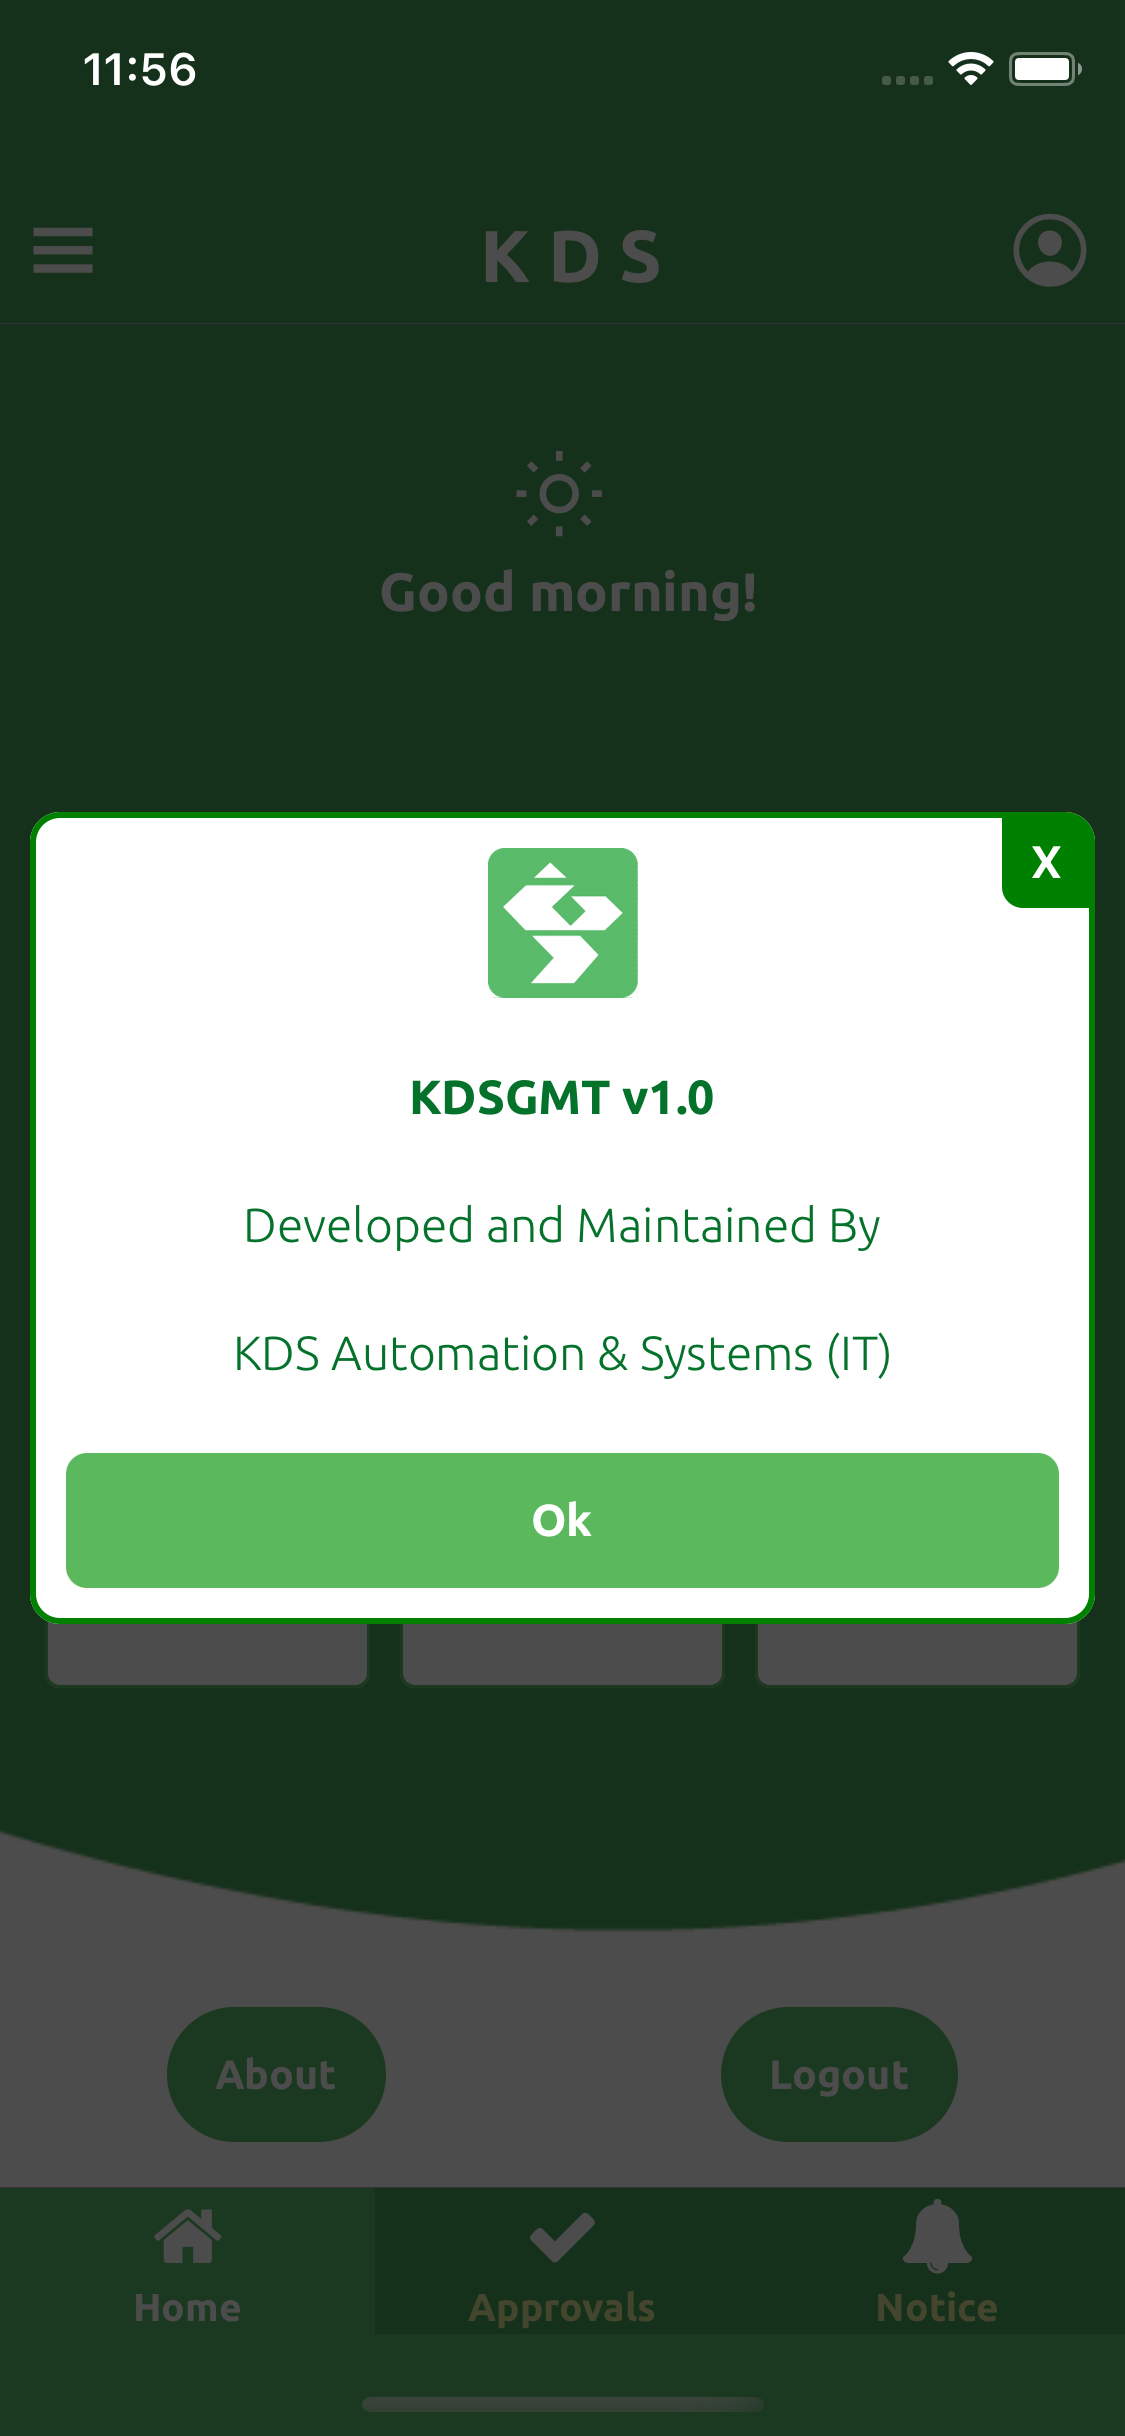 11:56
K D S
Good morning!
X
KDSGMT v1.0
Developed and Maintained By
KDS Automation & Systems (IT)
Ok
About
Logout
Home
Approvals
Notice